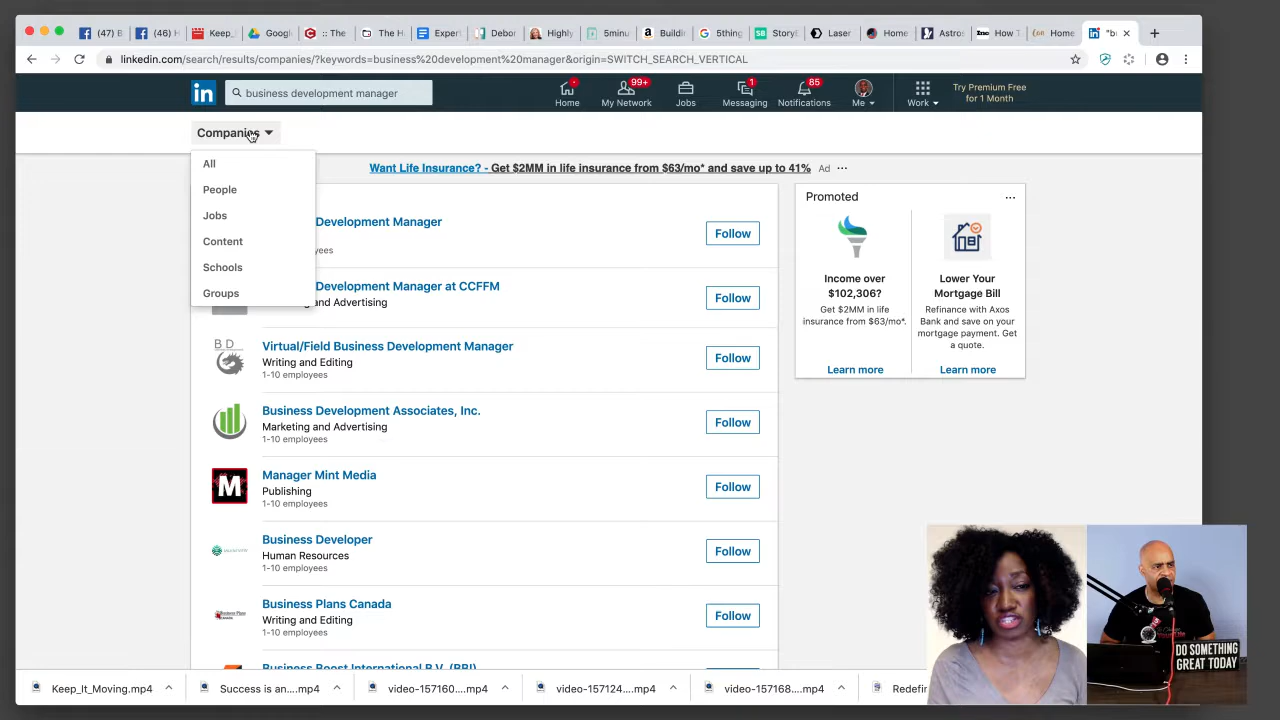 (47) B
(46) H
Keep_
Googl
:: The
The H
Expert
Debor
Highly
5minu
Buildi
5thing
StoryB
Laser
Home
Astros
How T
Home
"bu
linkedin.com/search/results/companies/?keywords=business%20development%20manager&origin=SWITCH_SEARCH_VERTICAL
in
business development manager
Home
99+
My Network
Jobs
1
Messaging
85
Notifications
Me
Work
Try Premium Free
for 1 Month
Companies
All
People
Jobs
Content
Schools
Groups
Want Life Insurance? - Get $2MM in life insurance from $63/mo* and save up to 41% Ad ...
Development Manager
yees
Follow
Development Manager at CCFFM
and Advertising
Follow
BD
Virtual/Field Business Development Manager
Writing and Editing
1-10 employees
Follow
Business Development Associates, Inc.
Marketing and Advertising
1-10 employees
Follow
M
Manager Mint Media
Publishing
1-10 employees
Follow
Business Developer
Human Resources
1-10 employees
Follow
Business Plans Canada
Writing and Editing
1-10 employees
Follow
Business Boost International B.V. (BBI)
Promoted
...
Income over
$102,306?
Get $2MM in life
insurance from $63/mo*.
Learn more
Lower Your
Mortgage Bill
Refinance with Axos
Bank and save on your
mortgage payment. Get
a quote.
Learn more
DO SOMETHING
GREAT TODAY
Keep_It_Moving.mp4
Success is an....mp4
video-157160....mp4
video-157124....mp4
video-157168....mp4
Redefi